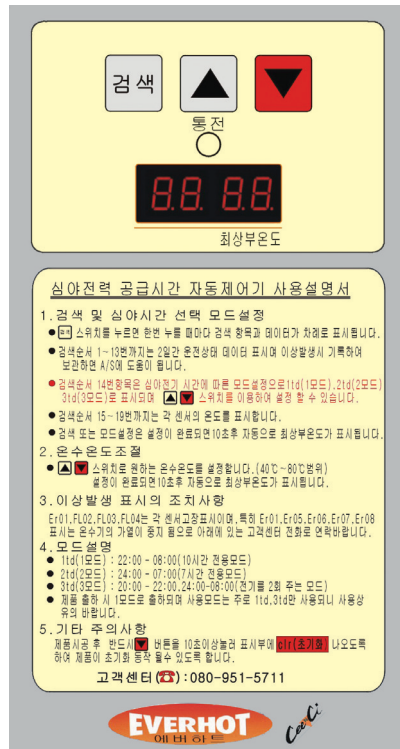 검색 ▲ ▼
통전
88 88
최상부온도
심야전력 공급시간 자동제어기 사용설명서
1.검색 및 심야시간 선택 모드설정
● 검색 스위치를 누르면 한번 누를 때마다 검색 항목과 데이터가 차례로 표시됩니다.
● 검색순서 1~13번까지는 2일간 운전상태 데이터 표시며 이상발생시 기록하여
보관하면 A/S에 도움이 됩니다.
● 검색순서 14번항목은 심야전기 시간에 따른 모드설정으로1td(1모드),2td(2모드)
3td(3모드)로 표시되며 ▲▼ 스위치를 이용하여 설정 할 수 있습니다.
● 검색순서 15~19번까지는 각 센서의 온도를 표시합니다.
● 검색 또는 모드설정은 설정이 완료되면10초후 자동으로 최상부온도가 표시됩니다.
2.온수온도조절
● ▲▼ 스위치로 원하는 온수온도를 설정합니다.(40℃~80℃범위)
설정이 완료되면10초후 자동으로 최상부온도가 표시됩니다.
3.이상발생 표시의 조치사항
Er01,FL02,FL03,FL04는 각 센서고장표시이며,특히 Er01,Er05,Er06,Er07,Er08
표시는 온수기의 가열이 중지 됨으로 아래에 있는 고객센터 전화로 연락바랍니다.
4.모드설명
● 1td(1모드) : 22:00 - 08:00(10시간 전용모드)
● 2td(2모드) : 24:00 - 07:00(7시간 전용모드)
● 3td(3모드) : 20:00 - 22:00,24:00-08:00(전기를 2회 주는 모드)
● 제품 출하 시 1모드로 출하되며 사용모드는 주로 1td,3td만 사용되니 사용상
유의 바랍니다.
5.기타 주의사항
제품시공 후 반드시▼ 버튼을 10초이상눌러 표시부에 clr(초기화) 나오도록
하여 제품이 초기화 동작 될수 있도록 합니다.
고객센터(☎):080-951-5711
EVERHOT
에버하트